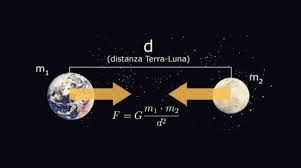 d
(distanza Terra-Luna)
m₁
m₂
F = G m₁ · m₂ / d²